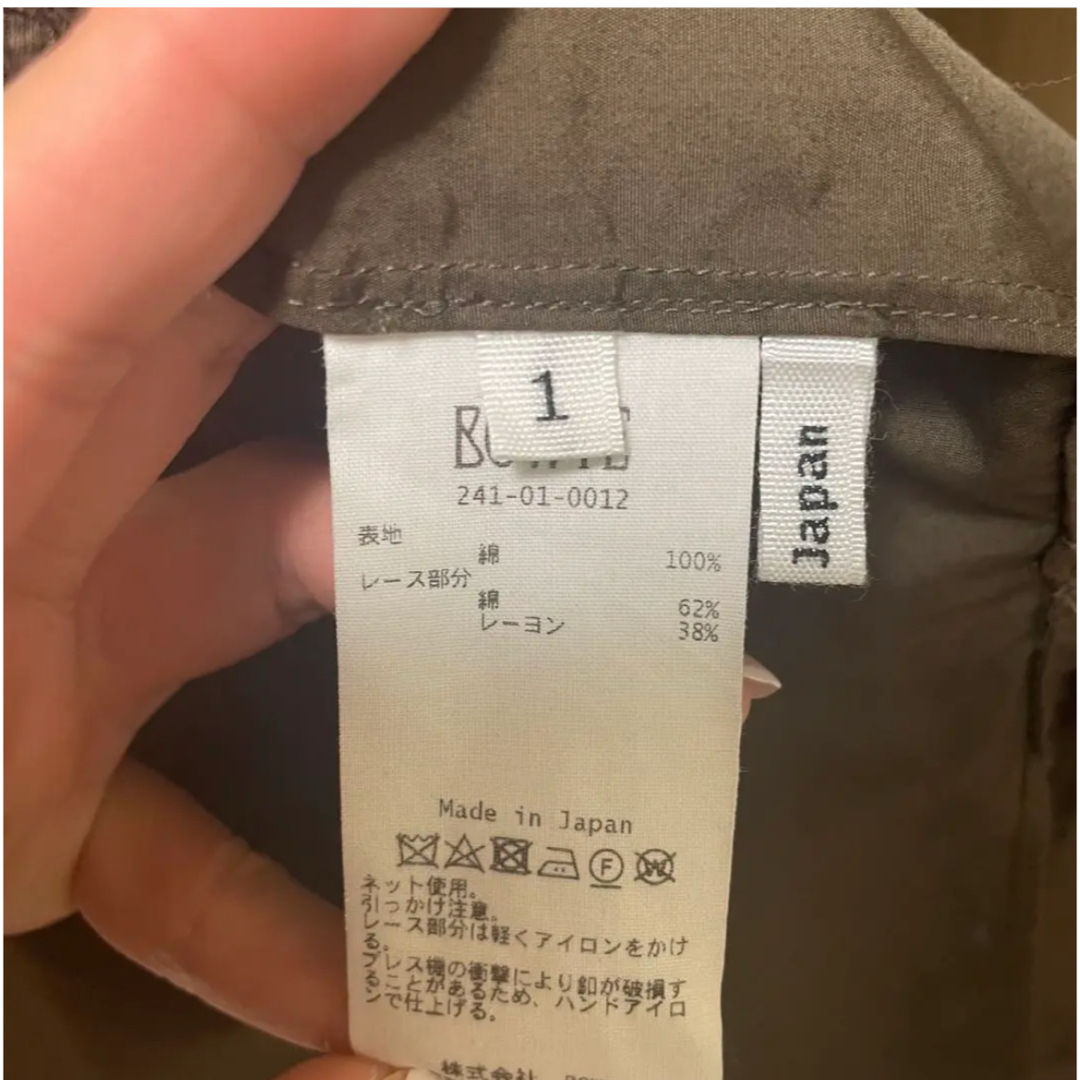 1
241-01-0012
Japan
表地
綿 100%
レース部分
綿 62%
レーヨン 38%
Made in Japan
F
W
ネット使用。
引っかけ注意。
レース部分は軽くアイロンをかけ
る。
プレス機の衝撃により釦が破損す
ることがあるため、ハンドアイロ
ンで仕上げる。
株式会社